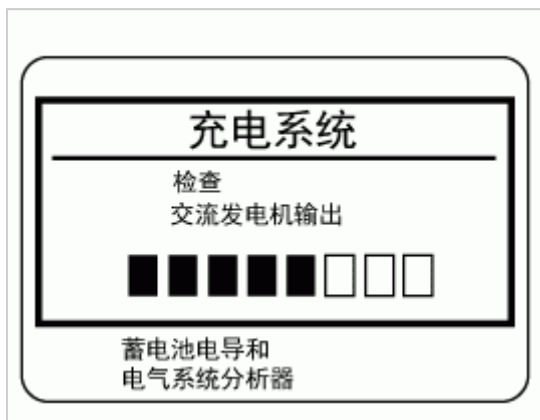 充电系统
检查
交流发电机输出
蓄电池电导和
电气系统分析器